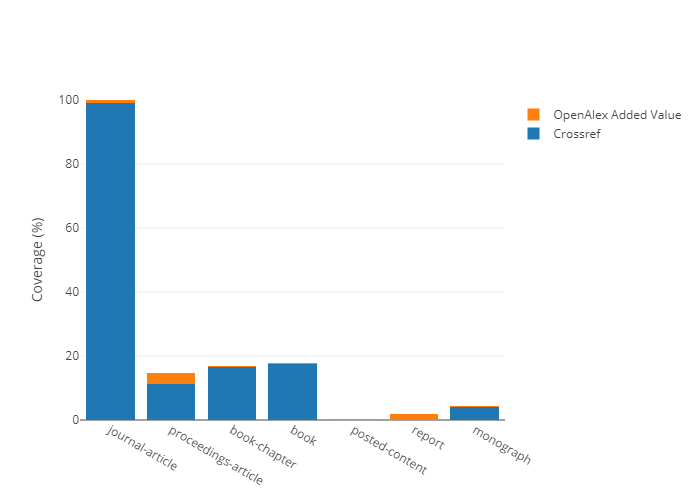 100
80
60
40
20
0
Coverage (%)
journal-article
proceedings-article
book-chapter
book
posted-content
report
monograph
OpenAlex Added Value
Crossref